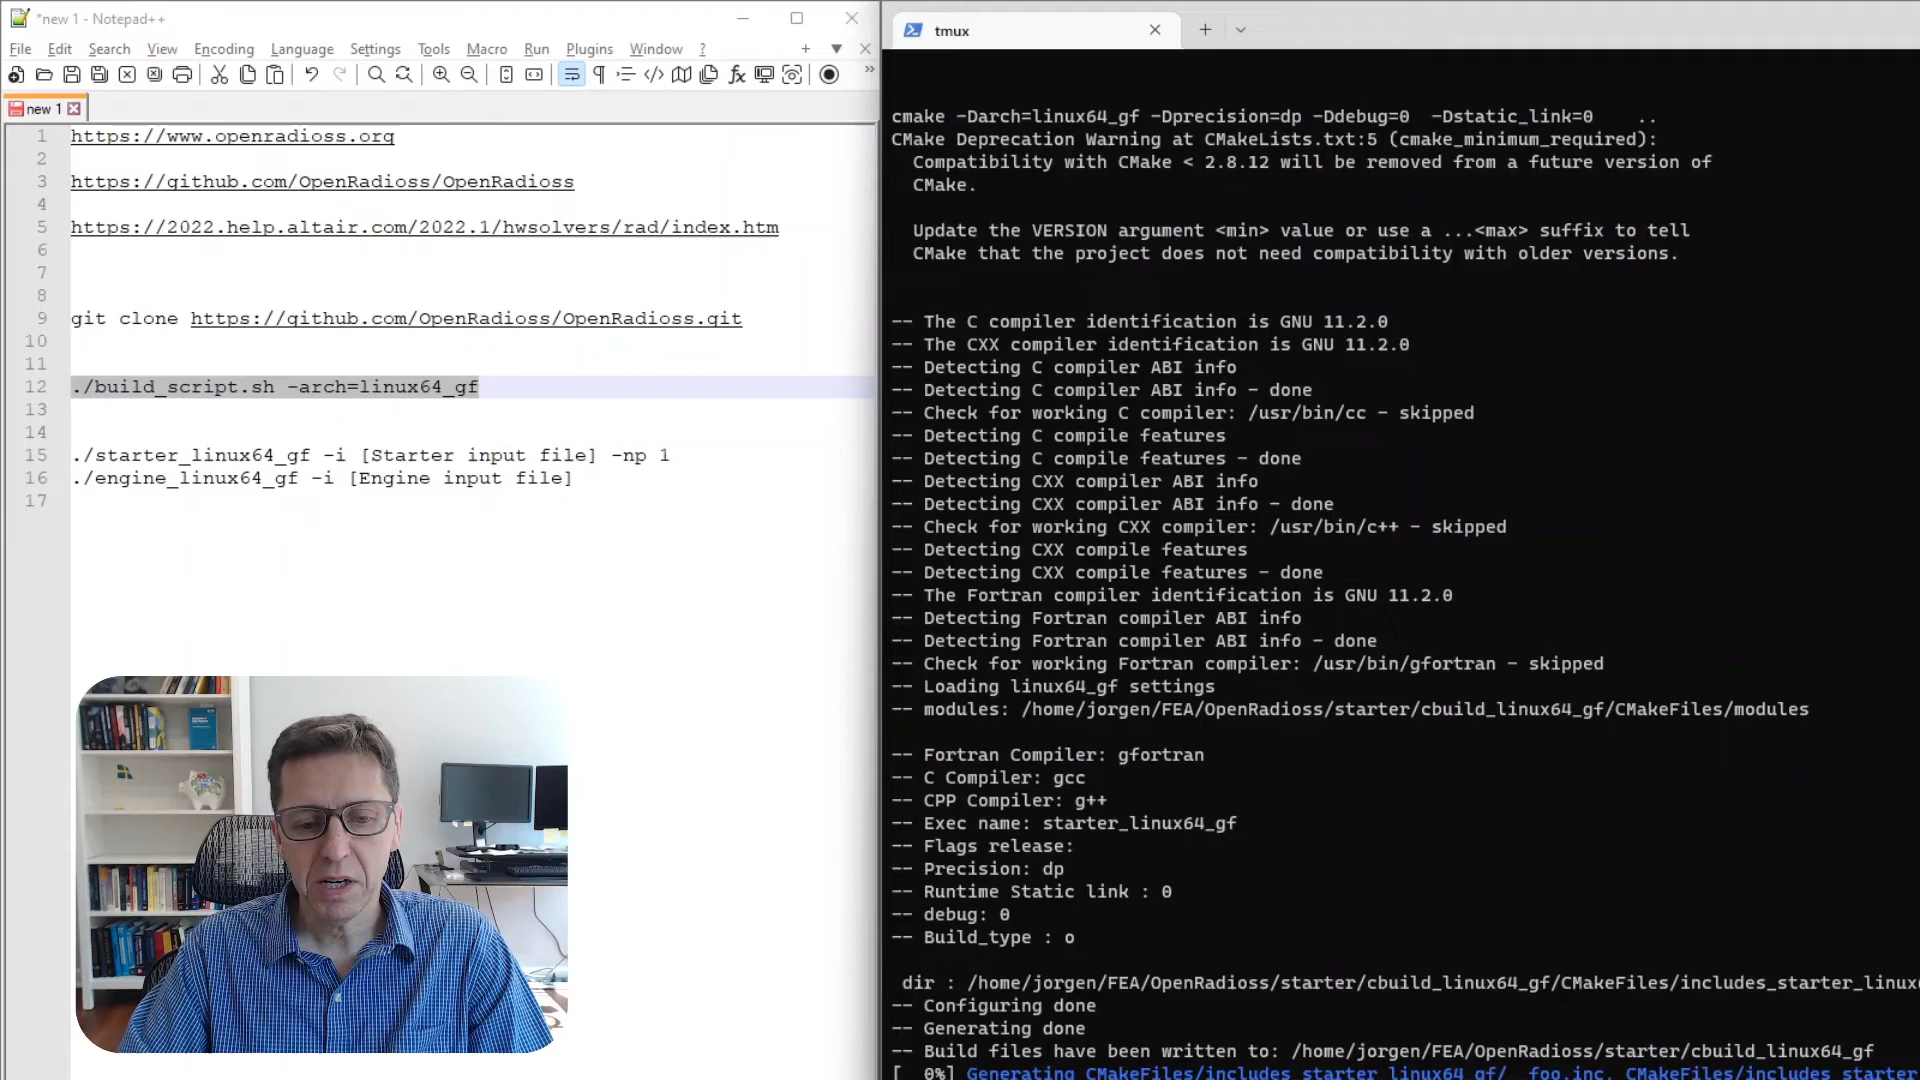 *new 1 - Notepad++
File Edit Search View Encoding Language Settings Tools Macro Run Plugins Window ?
new 1
1 https://www.openradioss.org
2
3 https://github.com/OpenRadioss/OpenRadioss
4
5 https://2022.help.altair.com/2022.1/hwsolvers/rad/index.htm
6
7
8
9 git clone https://github.com/OpenRadioss/OpenRadioss.git
10
11
12 ./build_script.sh -arch=linux64_gf
13
14
15 ./starter_linux64_gf -i [Starter input file] -np 1
16 ./engine_linux64_gf -i [Engine input file]
17
tmux
cmake -Darch=linux64_gf -Dprecision=dp -Ddebug=0  -Dstatic_link=0    ..
CMake Deprecation Warning at CMakeLists.txt:5 (cmake_minimum_required):
Compatibility with CMake < 2.8.12 will be removed from a future version of
CMake.
Update the VERSION argument <min> value or use a ...<max> suffix to tell
CMake that the project does not need compatibility with older versions.
-- The C compiler identification is GNU 11.2.0
-- The CXX compiler identification is GNU 11.2.0
-- Detecting C compiler ABI info
-- Detecting C compiler ABI info - done
-- Check for working C compiler: /usr/bin/cc - skipped
-- Detecting C compile features
-- Detecting C compile features - done
-- Detecting CXX compiler ABI info
-- Detecting CXX compiler ABI info - done
-- Check for working CXX compiler: /usr/bin/c++ - skipped
-- Detecting CXX compile features
-- Detecting CXX compile features - done
-- The Fortran compiler identification is GNU 11.2.0
-- Detecting Fortran compiler ABI info
-- Detecting Fortran compiler ABI info - done
-- Check for working Fortran compiler: /usr/bin/gfortran - skipped
-- Loading linux64_gf settings
-- modules: /home/jorgen/FEA/OpenRadioss/starter/cbuild_linux64_gf/CMakeFiles/modules
-- Fortran Compiler: gfortran
-- C Compiler: gcc
-- CPP Compiler: g++
-- Exec name: starter_linux64_gf
-- Flags release:
-- Precision: dp
-- Runtime Static link : 0
-- debug: 0
-- Build_type : o
dir : /home/jorgen/FEA/OpenRadioss/starter/cbuild_linux64_gf/CMakeFiles/includes_starter_linux
-- Configuring done
-- Generating done
-- Build files have been written to: /home/jorgen/FEA/OpenRadioss/starter/cbuild_linux64_gf
[  0%] Generating CMakeFiles/includes_starter_linux64_gf/__foo.inc, CMakeFiles/includes_starter